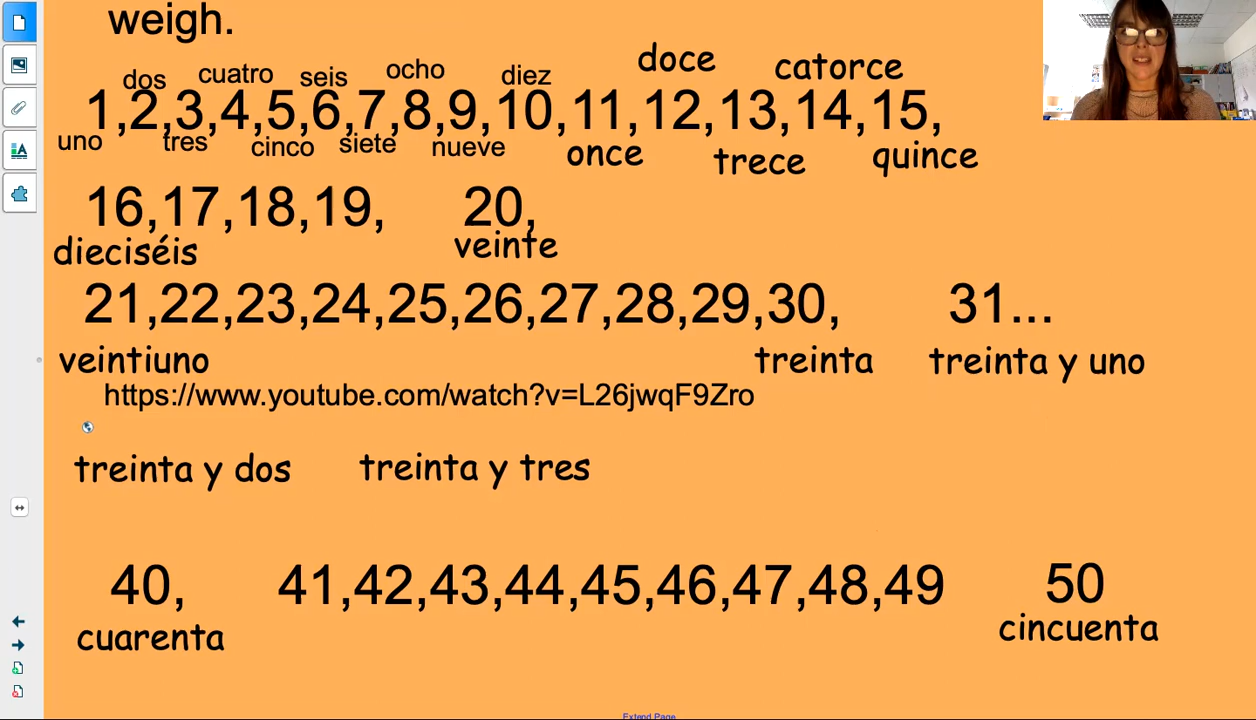 weigh.
dos cuatro seis ocho diez doce catorce
1,2,3,4,5,6,7,8,9,10,11,12,13,14,15,
uno tres cinco siete nueve once trece quince
16,17,18,19, 20,
dieciséis veinte
21,22,23,24,25,26,27,28,29,30, 31...
veintiuno treinta treinta y uno
https://www.youtube.com/watch?v=L26jwqF9Zro
treinta y dos treinta y tres
40, 41,42,43,44,45,46,47,48,49 50
cuarenta cincuenta
Extend Page